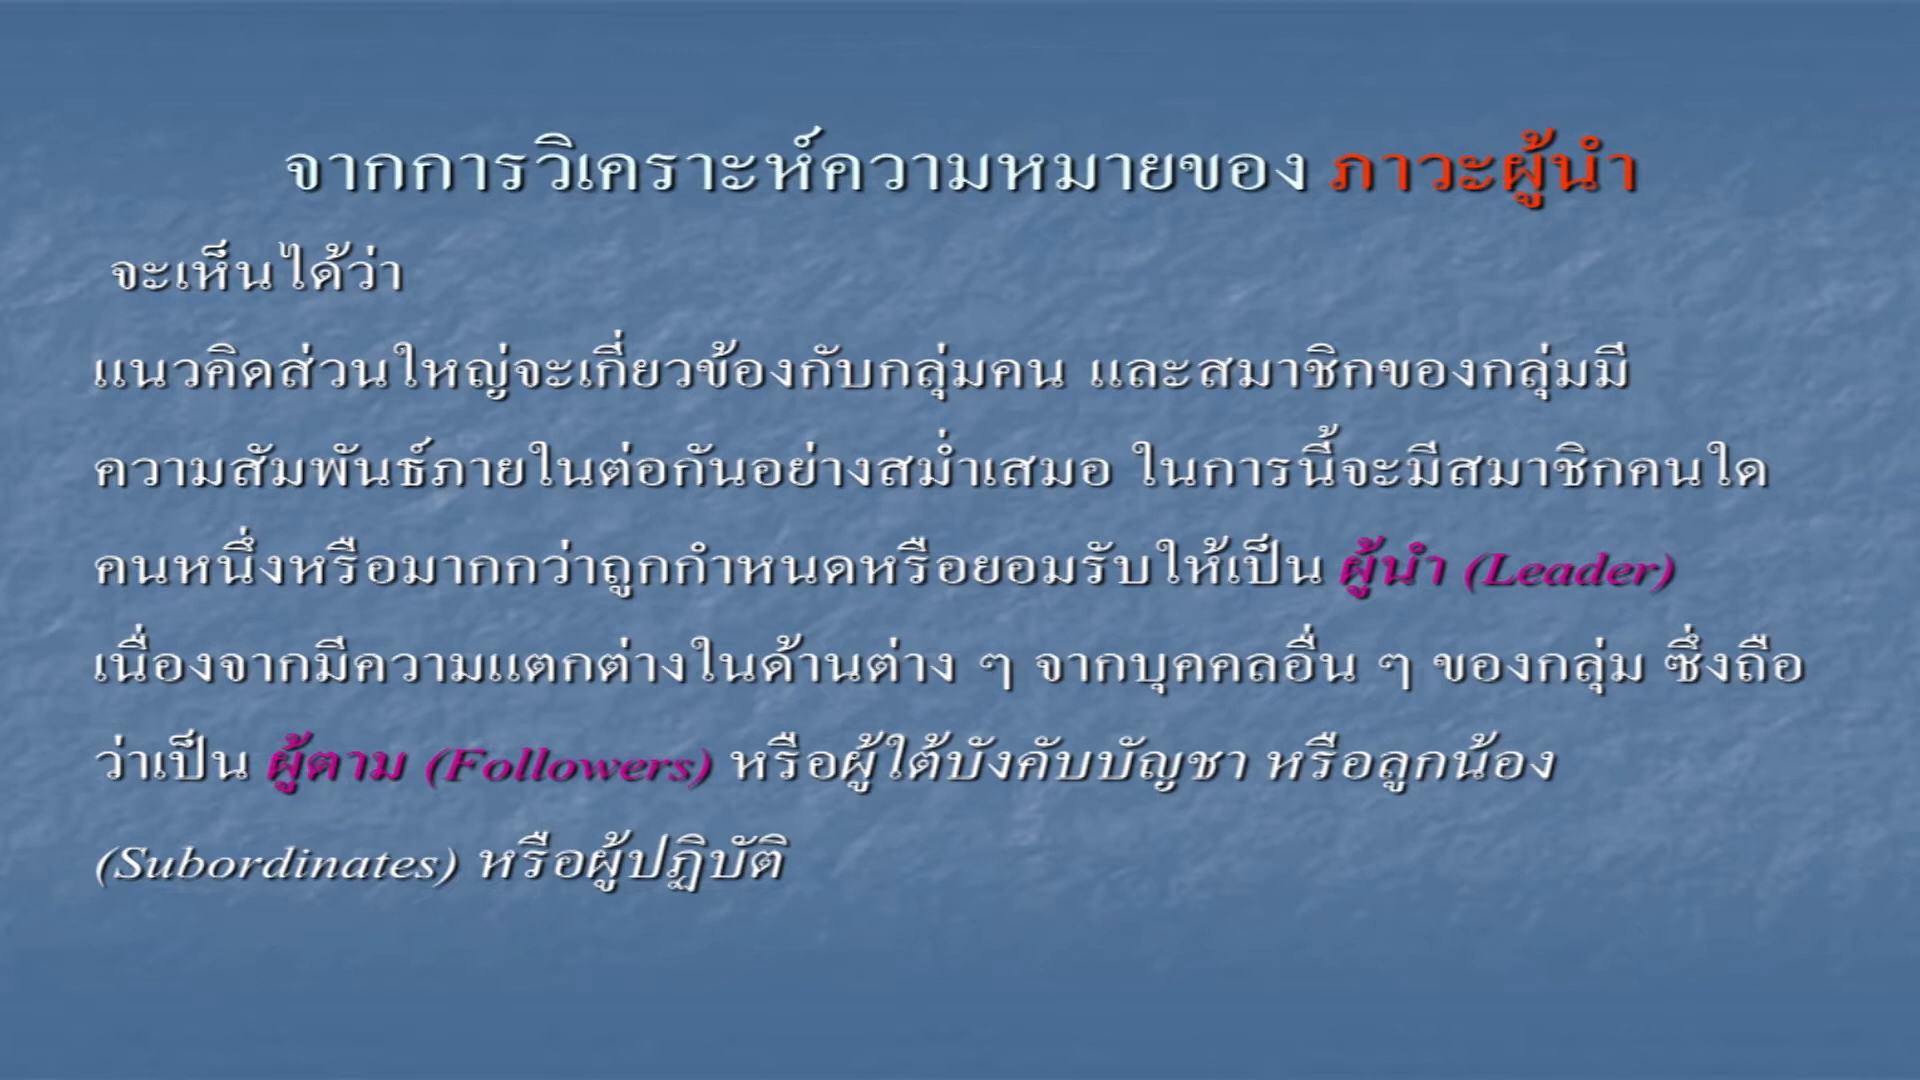 จากการวิเคราะห์ความหมายของ ภาวะผู้นำ
จะเห็นได้ว่า
แนวคิดส่วนใหญ่จะเกี่ยวข้องกับกลุ่มคน และสมาชิกของกลุ่มมี
ความสัมพันธ์ภายในต่อกันอย่างสม่ำเสมอ ในการนี้จะมีสมาชิกคนใด
คนหนึ่งหรือมากกว่าถูกกำหนดหรือยอมรับให้เป็น ผู้นำ (Leader)
เนื่องจากมีความแตกต่างในด้านต่าง ๆ จากบุคคลอื่น ๆ ของกลุ่ม ซึ่งถือ
ว่าเป็น ผู้ตาม (Followers) หรือผู้ใต้บังคับบัญชา หรือลูกน้อง
(Subordinates) หรือผู้ปฏิบัติ